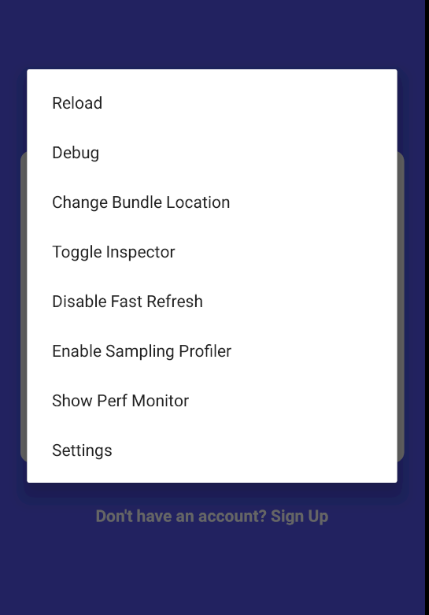 Reload
Debug
Change Bundle Location
Toggle Inspector
Disable Fast Refresh
Enable Sampling Profiler
Show Perf Monitor
Settings
Don't have an account? Sign Up